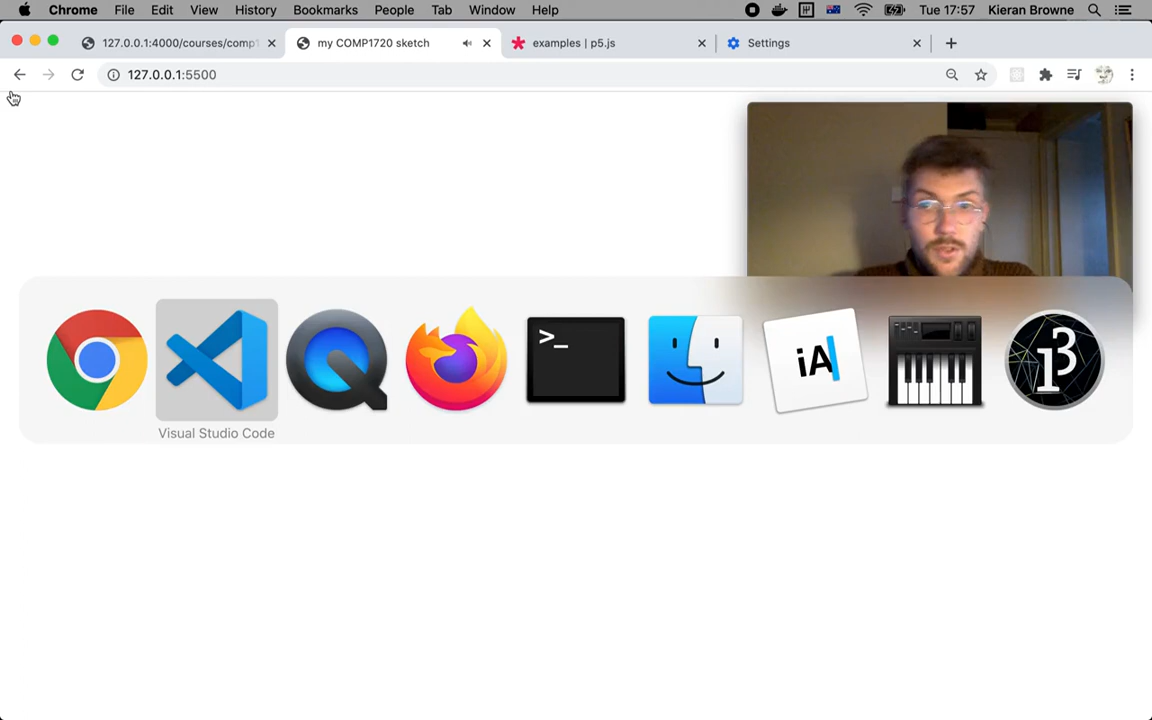 Chrome File Edit View History Bookmarks People Tab Window Help Tue 17:57 Kieran Browne
127.0.0.1:4000/courses/comp1 my COMP1720 sketch examples | p5.js Settings
127.0.0.1:5500
>_ iA
Visual Studio Code